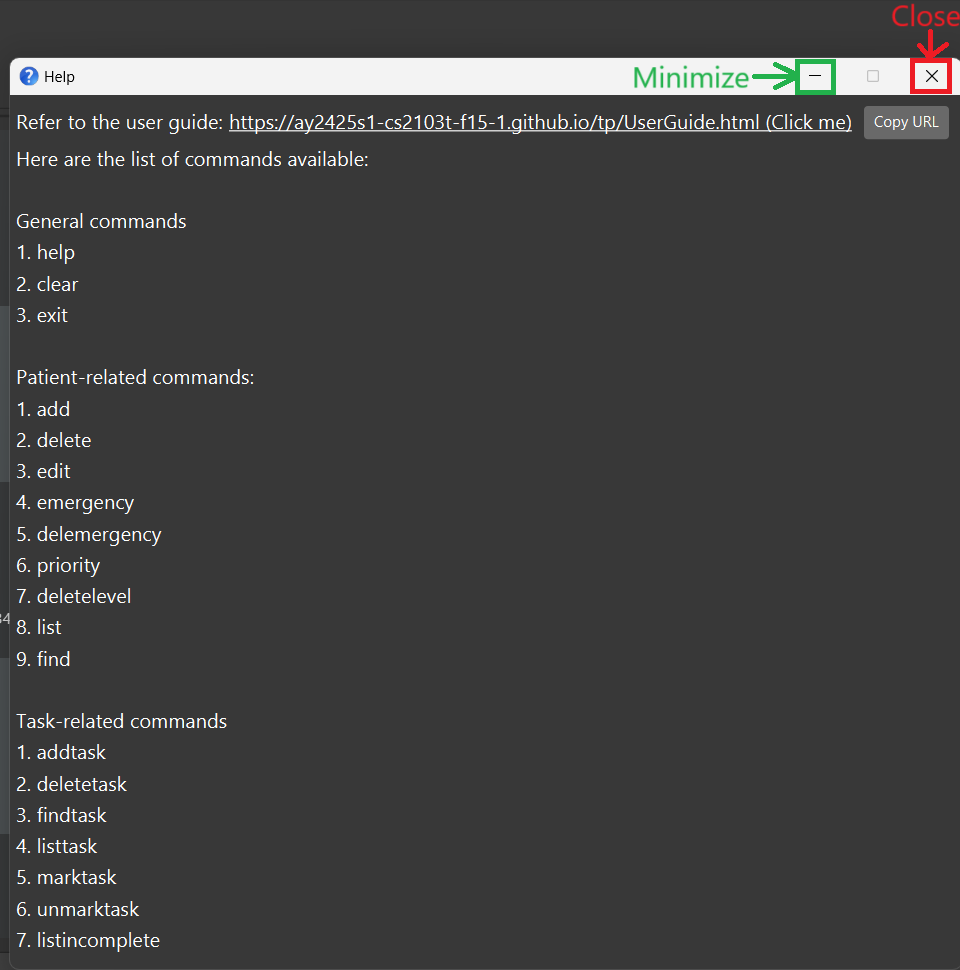 Close
Help
Minimize
Refer to the user guide: https://ay2425s1-cs2103t-f15-1.github.io/tp/UserGuide.html (Click me)
Copy URL
Here are the list of commands available:
General commands
1. help
2. clear
3. exit
Patient-related commands:
1. add
2. delete
3. edit
4. emergency
5. delemergency
6. priority
7. deletelevel
8. list
9. find
34
Task-related commands
1. addtask
2. deletetask
3. findtask
4. listtask
5. marktask
6. unmarktask
7. listincomplete